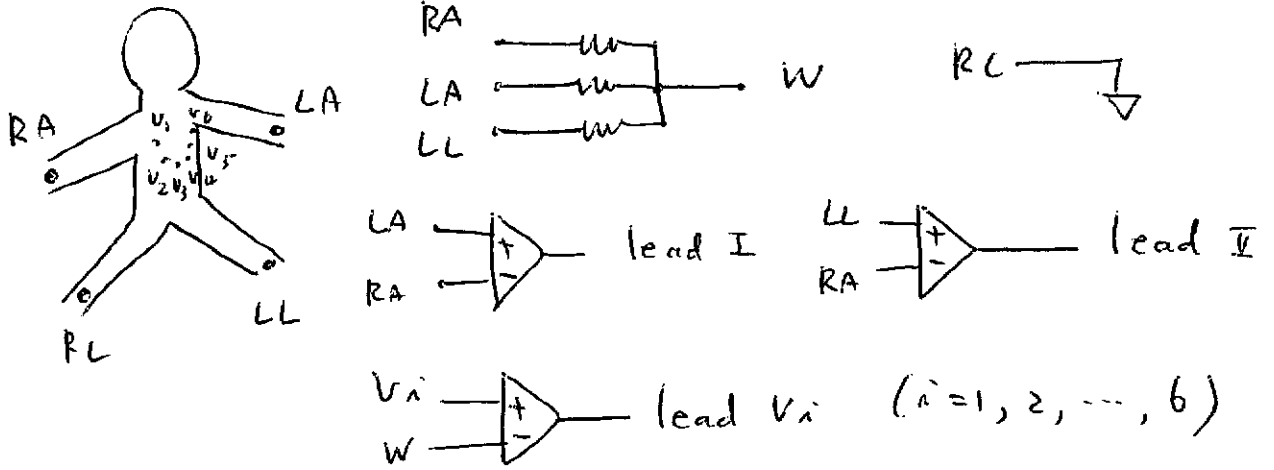 RA
LA
LL
W
RL
RA
LA
V1
V6
V5
V2 V3 V4
RL
LL
LA
RA
+
-
lead I
LL
RA
+
-
lead II
Vi
W
+
-
lead Vi (i=1, 2, ..., 6)